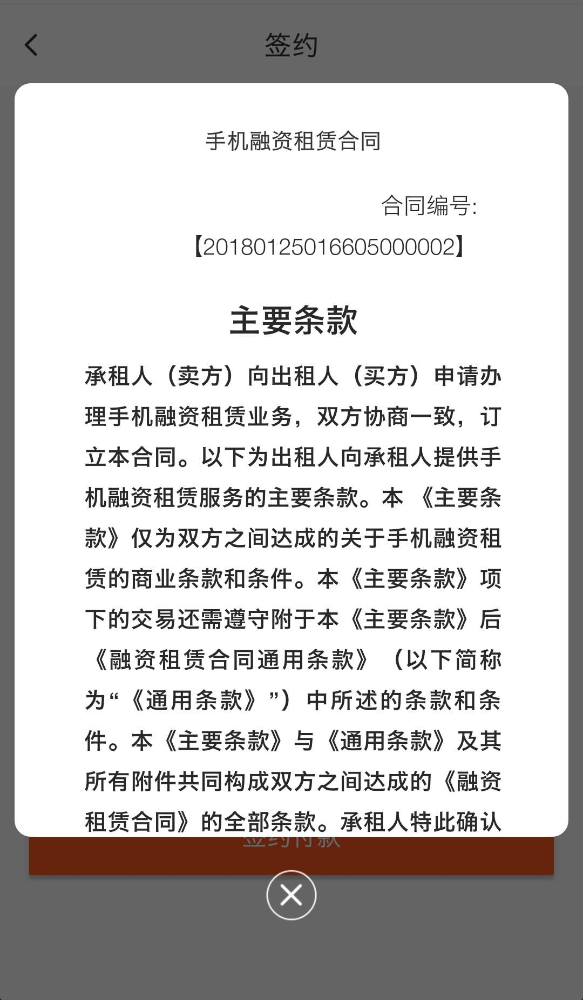 签约
手机融资租赁合同
合同编号:
【20180125016605000002】
主要条款
承租人（卖方）向出租人（买方）申请办
理手机融资租赁业务，双方协商一致，订
立本合同。以下为出租人向承租人提供手
机融资租赁服务的主要条款。本 《主要条
款》仅为双方之间达成的关于手机融资租
赁的商业条款和条件。本《主要条款》项
下的交易还需遵守附于本《主要条款》后
《融资租赁合同通用条款》（以下简称
为“《通用条款》”）中所述的条款和条
件。本《主要条款》与《通用条款》及其
所有附件共同构成双方之间达成的《融资
租赁合同》的全部条款。承租人特此确认
签约付款